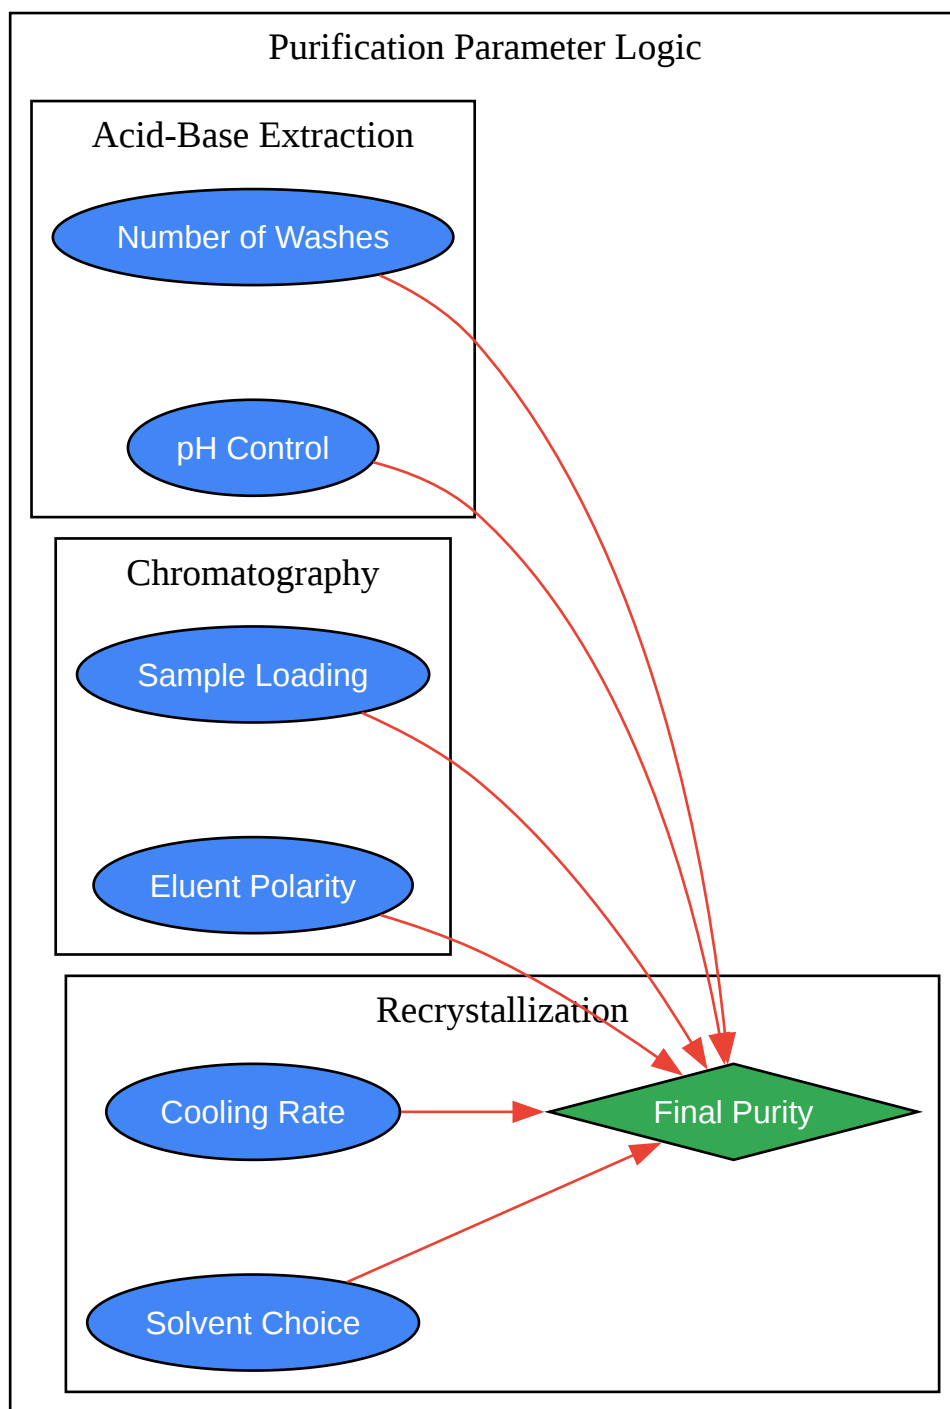 Purification Parameter Logic
Acid-Base Extraction
Number of Washes
pH Control
Chromatography
Sample Loading
Eluent Polarity
Recrystallization
Cooling Rate
Final Purity
Solvent Choice